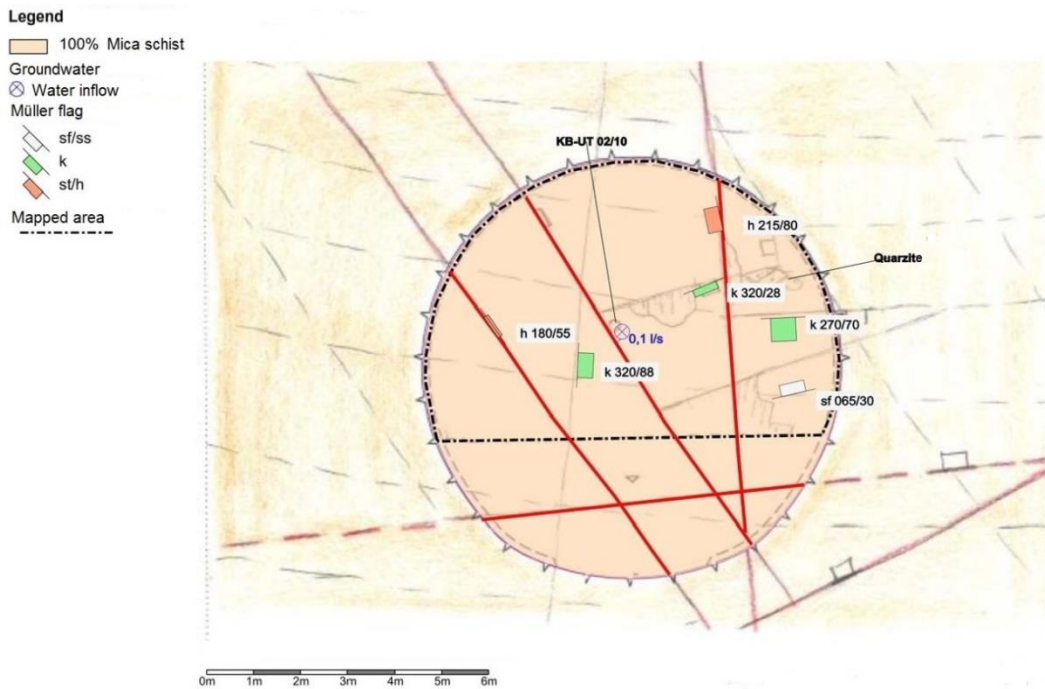 Legend
100% Mica schist
Groundwater
Water inflow
Müller flag
sf/ss
k
st/h
Mapped area
KB-UT 02/10
h 215/80
Quarzite
k 320/28
k 270/70
h 180/55
0,1 l/s
k 320/88
sf 065/30
0m 1m 2m 3m 4m 5m 6m